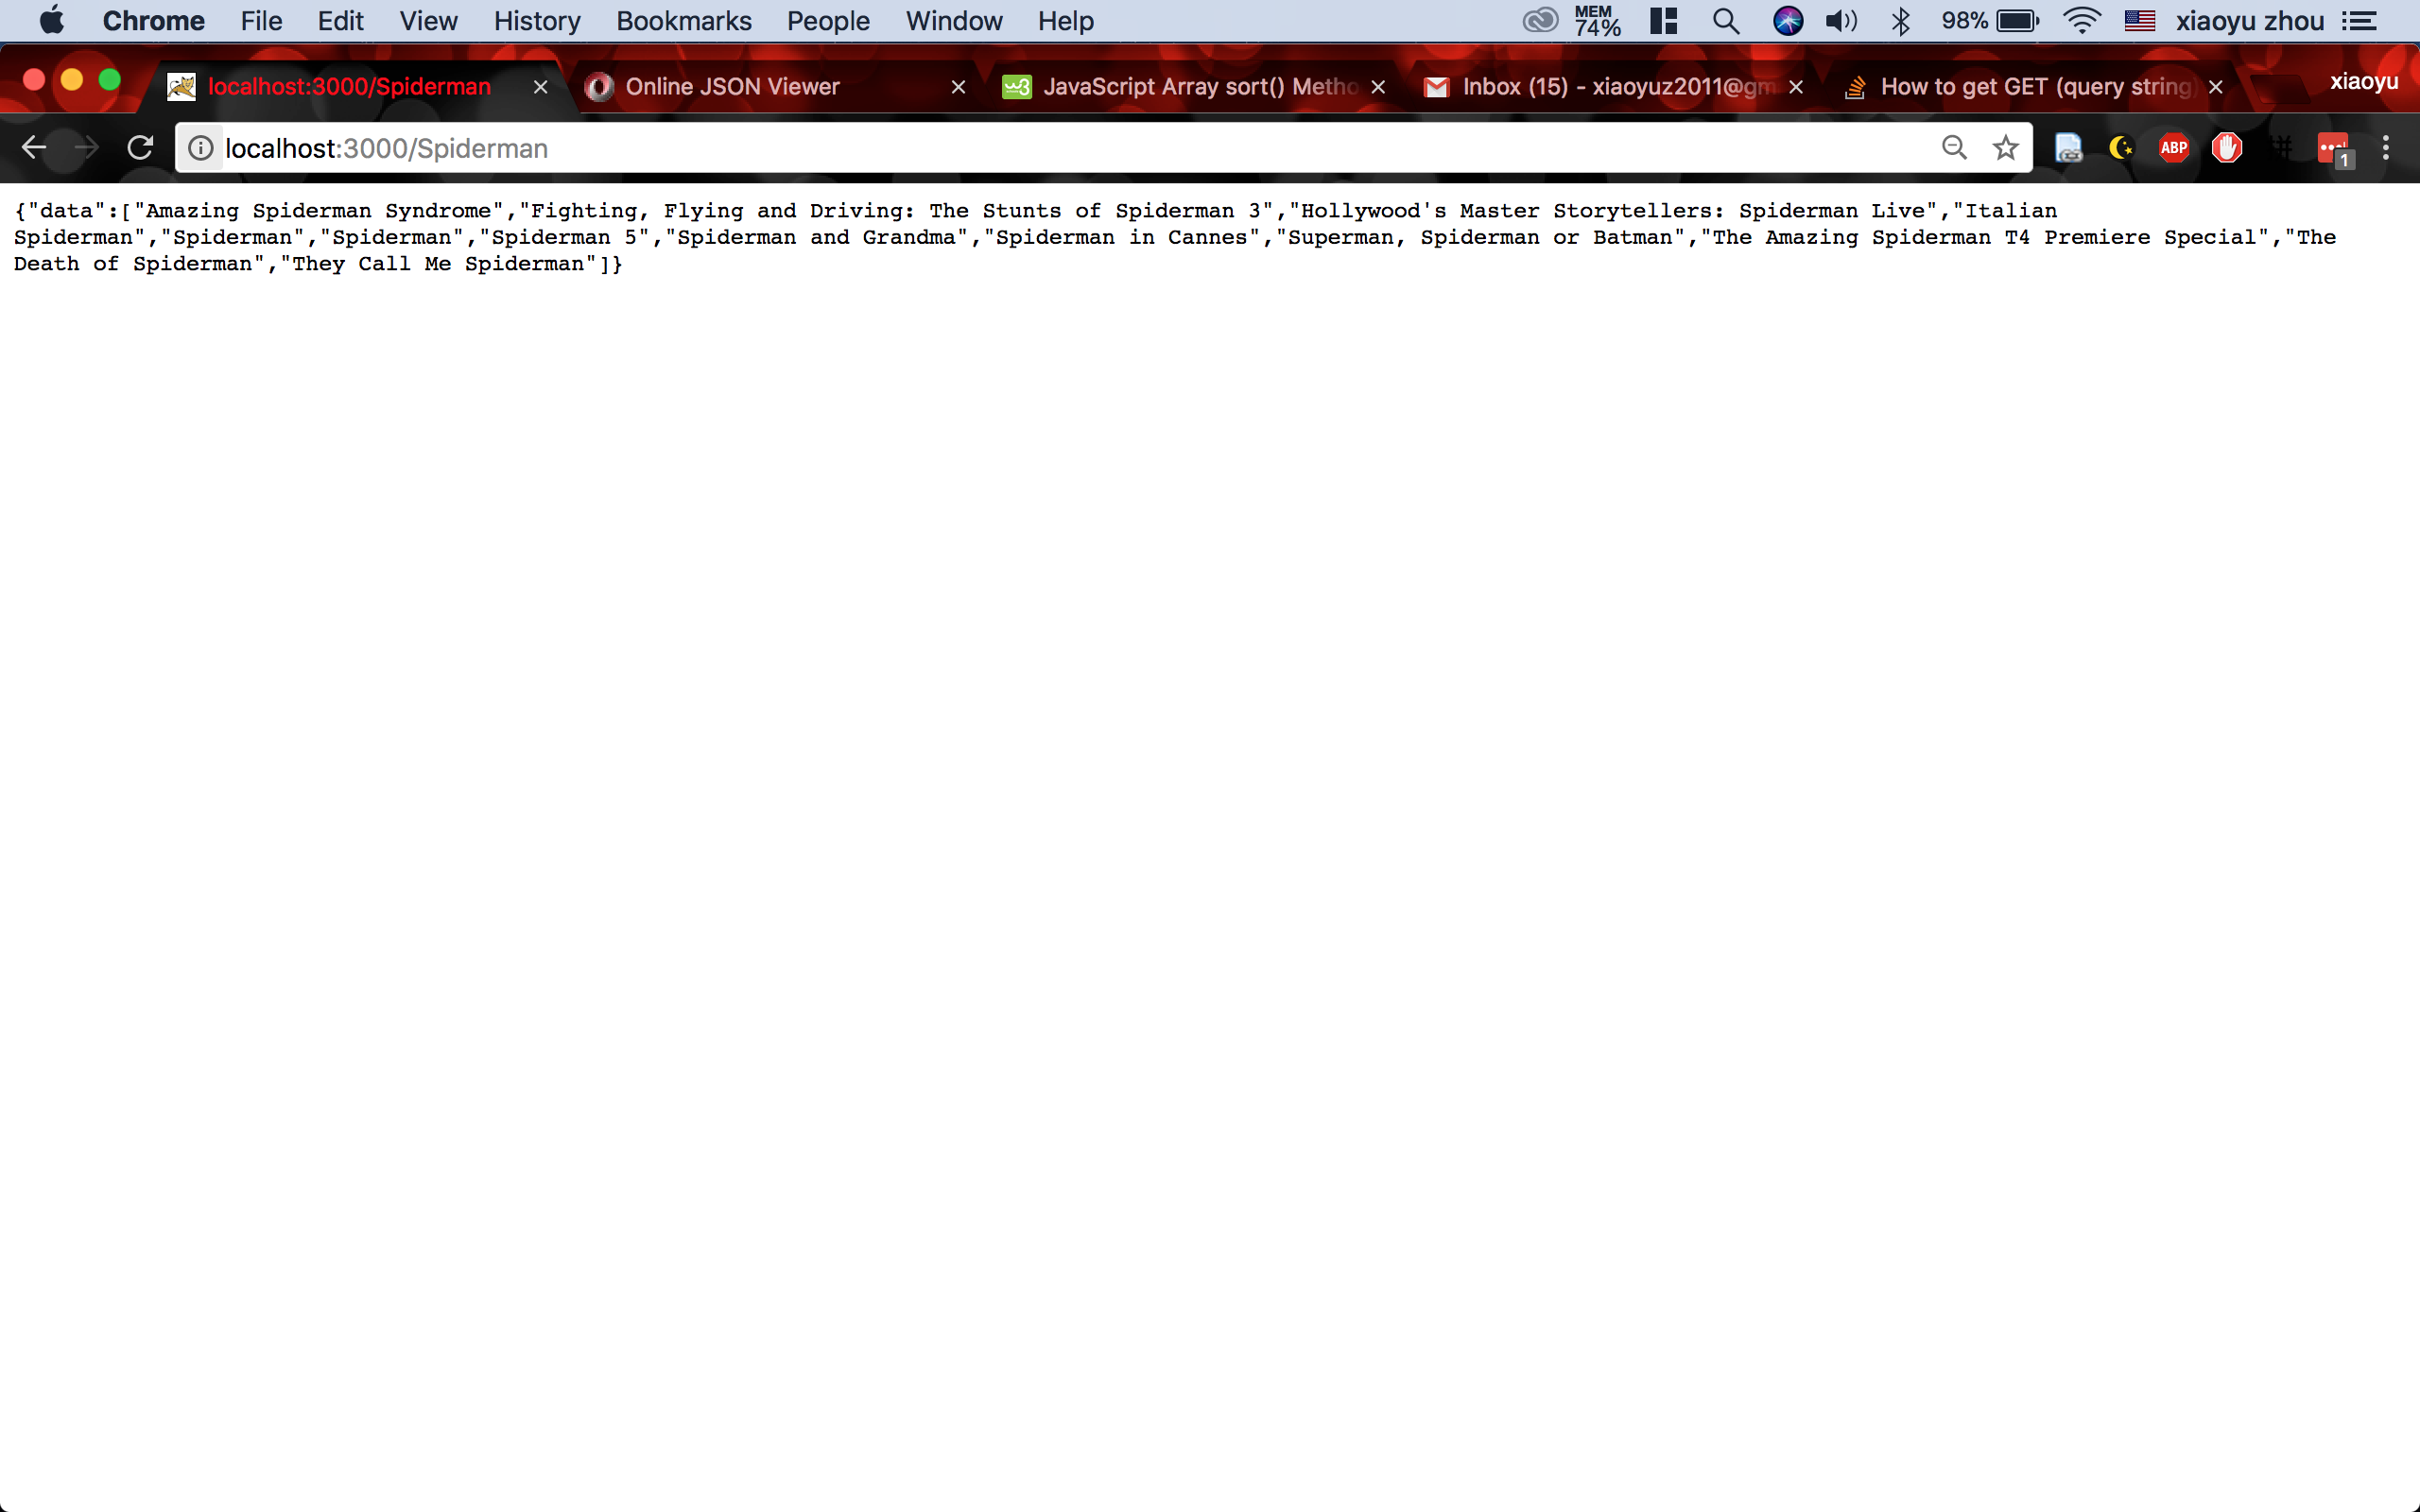 Chrome File Edit View History Bookmarks People Window Help MEM 74% 98% xiaoyu zhou
localhost:3000/Spiderman Online JSON Viewer w3 JavaScript Array sort() Metho Inbox (15) - xiaoyuz2011@gm How to get GET (query string) xiaoyu
localhost:3000/Spiderman ABP 1
{"data":["Amazing Spiderman Syndrome","Fighting, Flying and Driving: The Stunts of Spiderman 3","Hollywood's Master Storytellers: Spiderman Live","Italian
Spiderman","Spiderman","Spiderman","Spiderman 5","Spiderman and Grandma","Spiderman in Cannes","Superman, Spiderman or Batman","The Amazing Spiderman T4 Premiere Special","The
Death of Spiderman","They Call Me Spiderman"]}